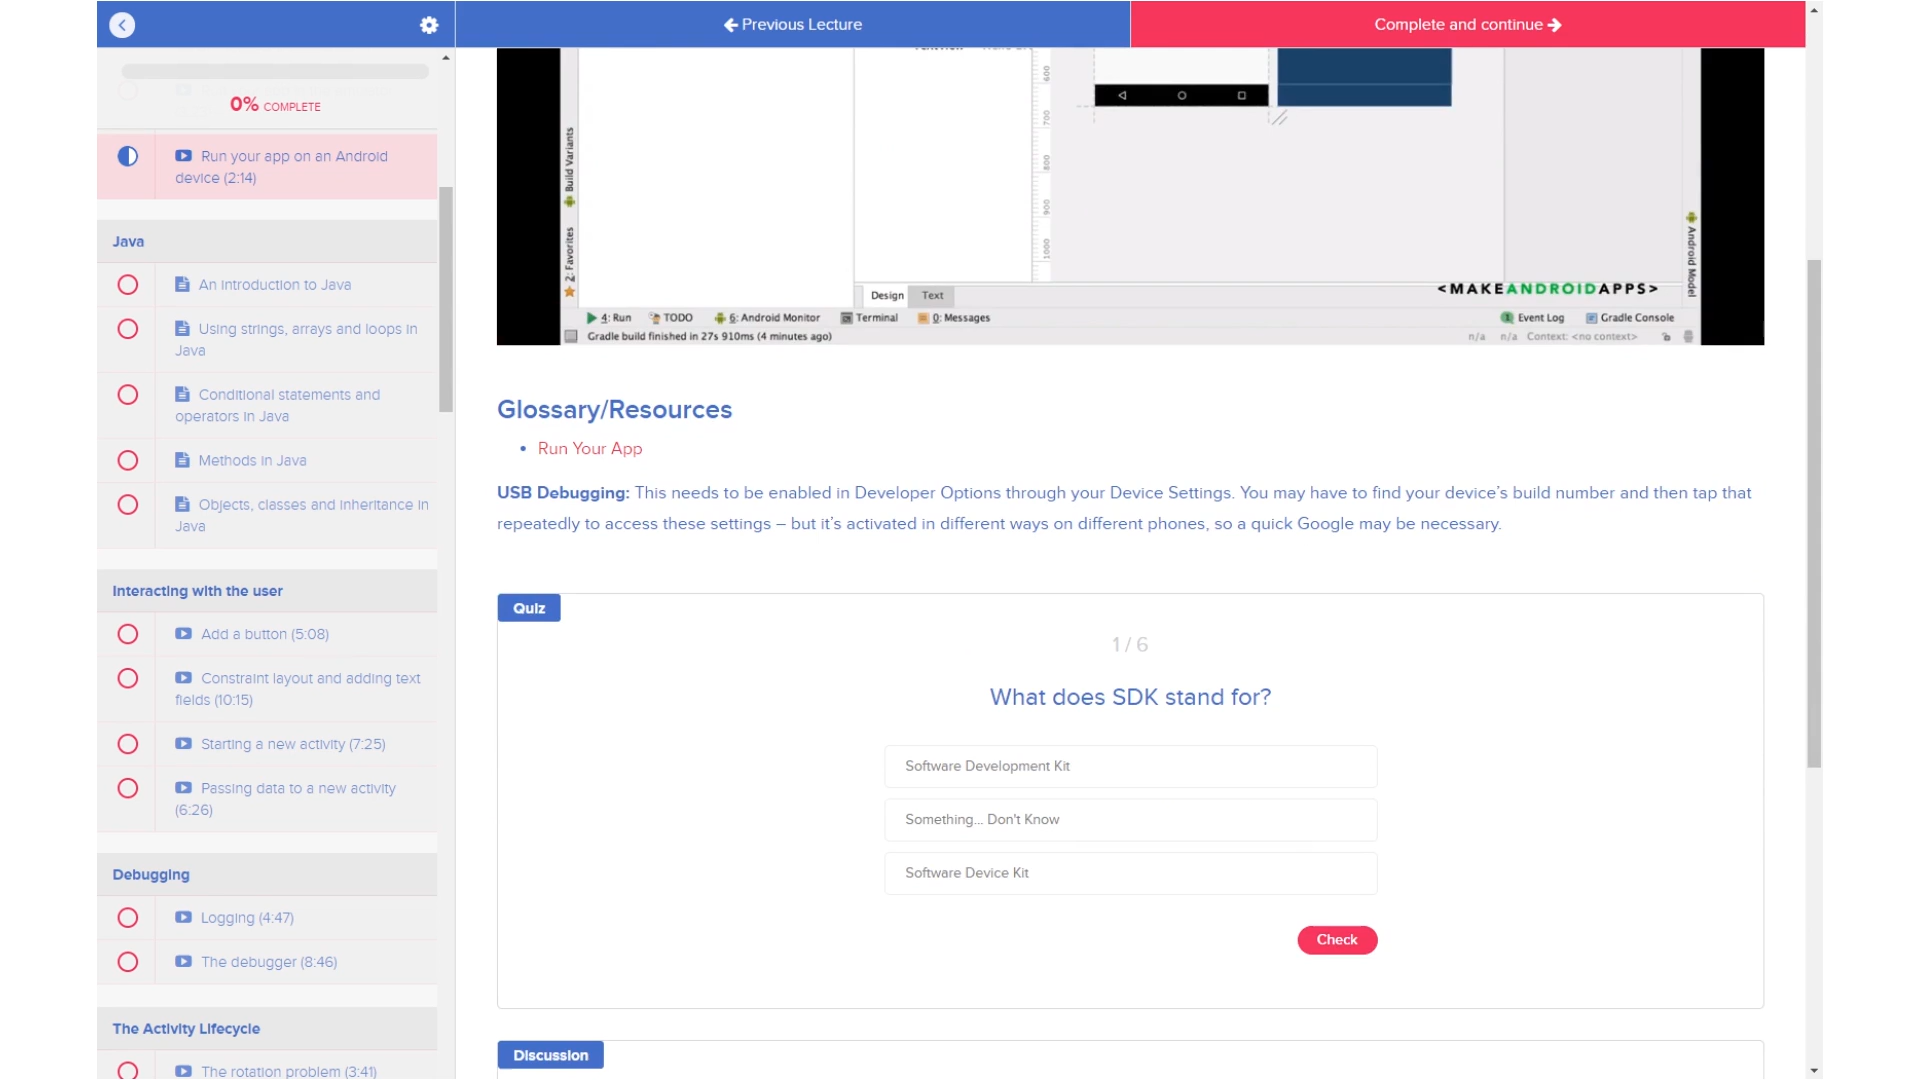 Previous Lecture
Complete and continue
0% COMPLETE
Run your app on an Android
device (2:14)
Java
An introduction to Java
Using strings, arrays and loops in
Java
Conditional statements and
operators in Java
Methods in Java
Objects, classes and inheritance in
Java
Interacting with the user
Add a button (5:08)
Constraint layout and adding text
fields (10:15)
Starting a new activity (7:25)
Passing data to a new activity
(6:26)
Debugging
Logging (4:47)
The debugger (8:46)
The Activity Lifecycle
The rotation problem (3:41)
600
700
800
900
1000
Build Variants
2: Favorites
Android Model
<MAKEANDROIDAPPS>
Design Text
4: Run TODO 6: Android Monitor Terminal 0: Messages Event Log Gradle Console
Gradle build finished in 27s 910ms (4 minutes ago) n/a n/a Context: <no context>
Glossary/Resources
• Run Your App
USB Debugging: This needs to be enabled in Developer Options through your Device Settings. You may have to find your device’s build number and then tap that
repeatedly to access these settings – but it’s activated in different ways on different phones, so a quick Google may be necessary.
Quiz
1 / 6
What does SDK stand for?
Software Development Kit
Something... Don't Know
Software Device Kit
Check
Discussion